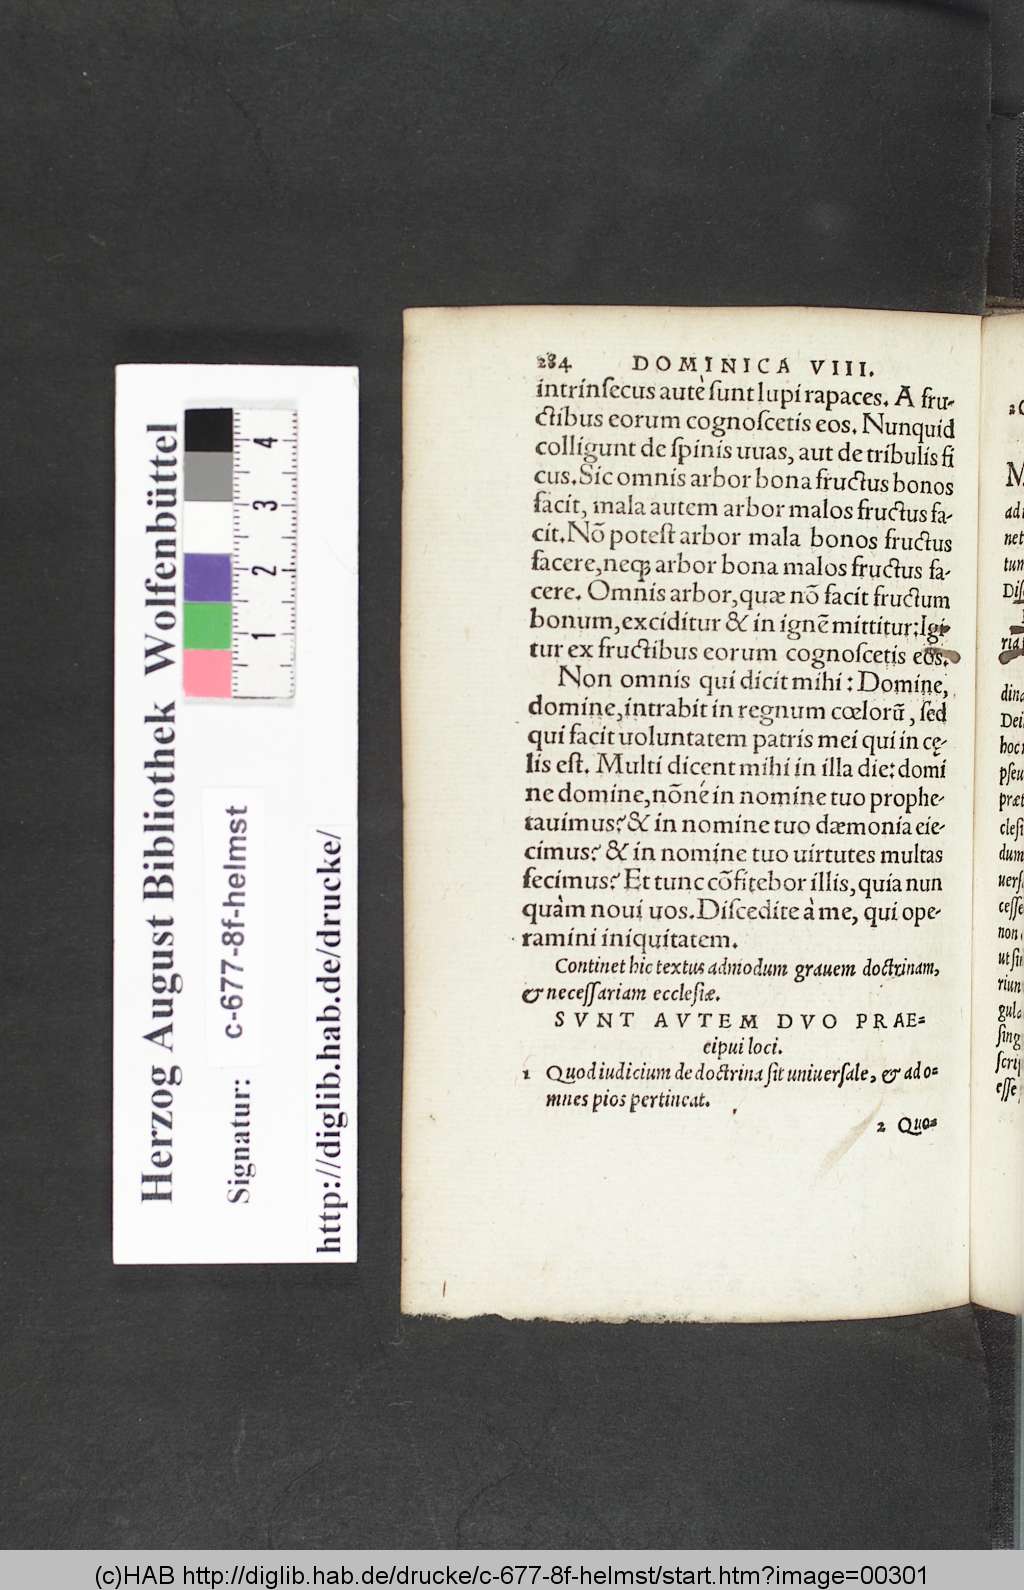 Herzog August Bibliothek Wolfenbüttel
Signatur: c-677-8f-helmst
http://diglib.hab.de/drucke/
1 2 3 4
284 DOMINICA VIII.
intrinſecus autē ſunt lupi rapaces. A fru-
ctibus eorum cognoſcetis eos. Nunquid
colligunt de ſpinis uuas, aut de tribulis fi
cus. Sic omnis arbor bona fructus bonos
facit, mala autem arbor malos fructus fa-
cit. Nō poteſt arbor mala bonos fructus
facere, neq; arbor bona malos fructus fa-
cere. Omnis arbor, quæ nō facit fructum
bonum, exciditur & in ignē mittitur: Igi-
tur ex fructibus eorum cognoſcetis eos.
Non omnis qui dicit mihi: Domine,
domine, intrabit in regnum cœlorū, ſed
qui facit uoluntatem patris mei qui in cę-
lis eſt. Multi dicent mihi in illa die: domi
ne domine, nōné in nomine tuo prophe-
tauimus? & in nomine tuo dæmonia eie-
cimus? & in nomine tuo uirtutes multas
fecimus? Et tunc cōfitebor illis, quia nun
quàm noui uos. Diſcedite à me, qui ope-
ramini iniquitatem.
Continet hic textus admodum grauem doctrinam,
& neceſſariam eccleſiæ.
SVNT AVTEM DVO PRAE=
cipui loci.
1 Quod iudicium de doctrina ſit uniuerſale, & ad o=
mnes pios pertineat.
2 Quo=
(c)HAB http://diglib.hab.de/drucke/c-677-8f-helmst/start.htm?image=00301